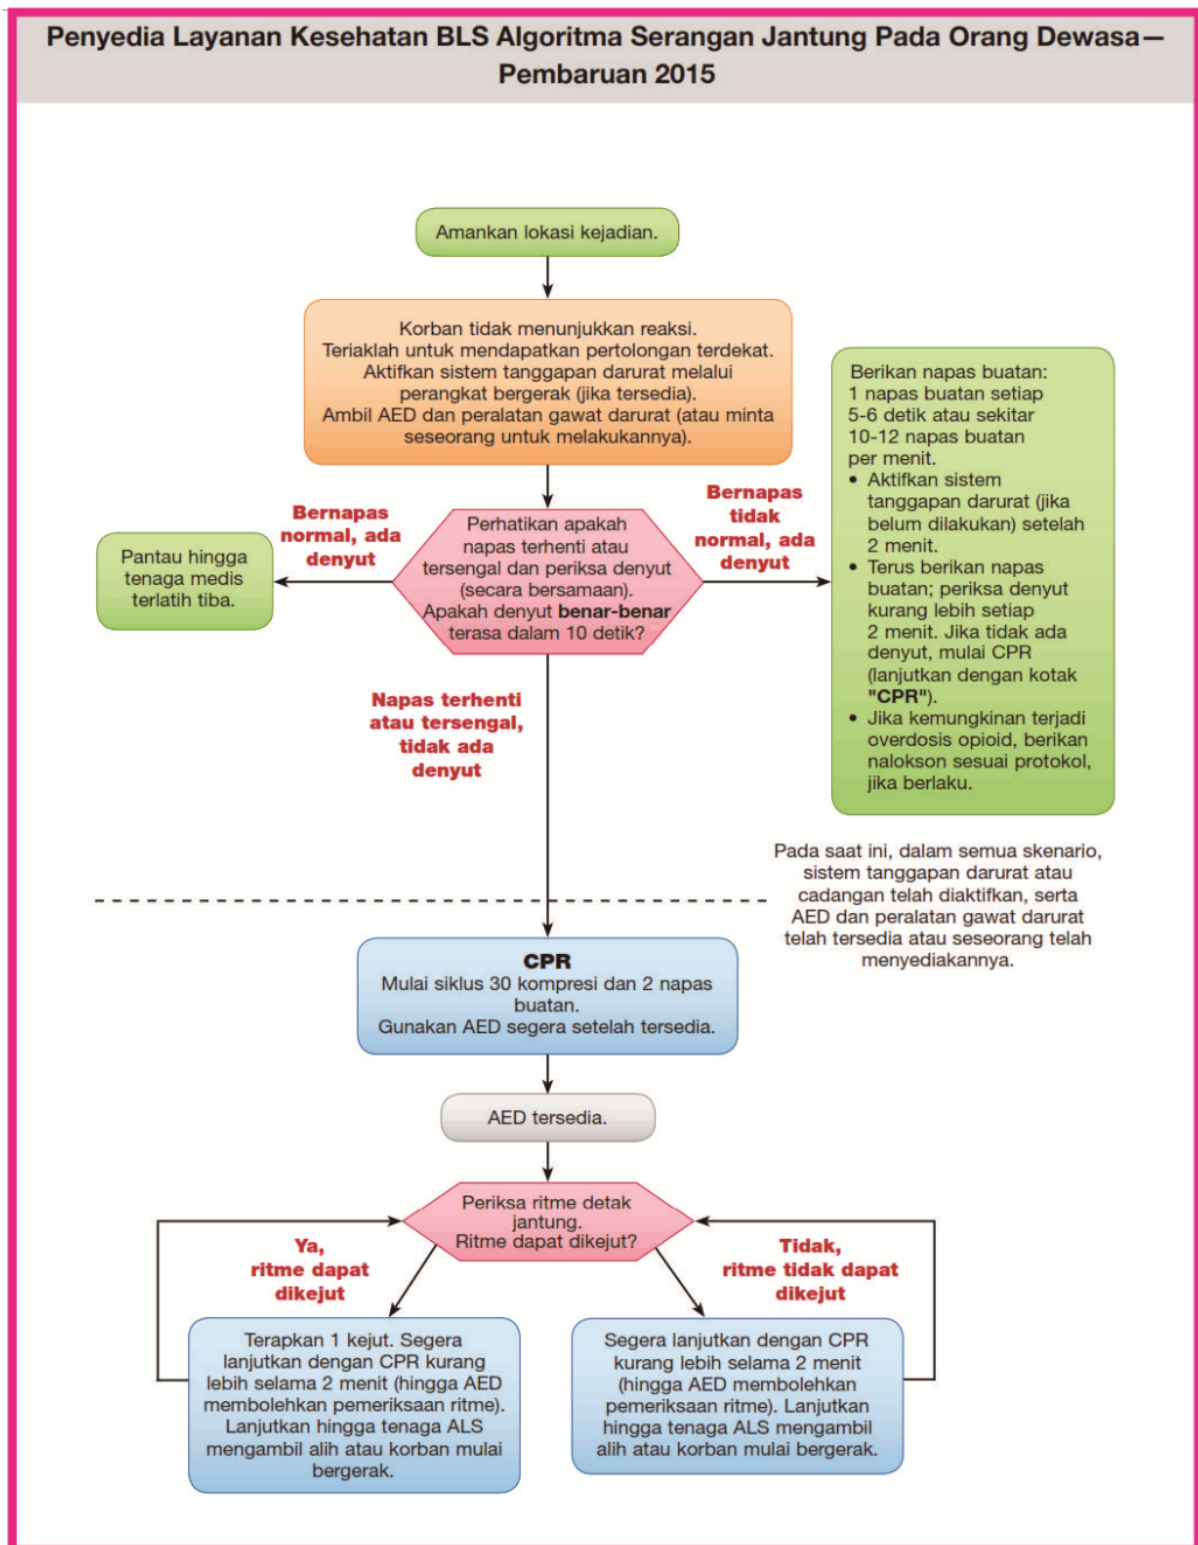 Penyedia Layanan Kesehatan BLS Algoritma Serangan Jantung Pada Orang Dewasa—
Pembaruan 2015
Amankan lokasi kejadian.
Korban tidak menunjukkan reaksi.
Teriaklah untuk mendapatkan pertolongan terdekat.
Aktifkan sistem tanggapan darurat melalui
perangkat bergerak (jika tersedia).
Ambil AED dan peralatan gawat darurat (atau minta
seseorang untuk melakukannya).
Bernapas
normal, ada
denyut
Pantau hingga
tenaga medis
terlatih tiba.
Perhatikan apakah
napas terhenti atau
tersengal dan periksa denyut
(secara bersamaan).
Apakah denyut benar-benar
terasa dalam 10 detik?
Bernapas
tidak
normal, ada
denyut
Berikan napas buatan:
1 napas buatan setiap
5-6 detik atau sekitar
10-12 napas buatan
per menit.
• Aktifkan sistem
tanggapan darurat (jika
belum dilakukan) setelah
2 menit.
• Terus berikan napas
buatan; periksa denyut
kurang lebih setiap
2 menit. Jika tidak ada
denyut, mulai CPR
(lanjutkan dengan kotak
"CPR").
• Jika kemungkinan terjadi
overdosis opioid, berikan
nalokson sesuai protokol,
jika berlaku.
Napas terhenti
atau tersengal,
tidak ada
denyut
Pada saat ini, dalam semua skenario,
sistem tanggapan darurat atau
cadangan telah diaktifkan, serta
AED dan peralatan gawat darurat
telah tersedia atau seseorang telah
menyediakannya.
CPR
Mulai siklus 30 kompresi dan 2 napas
buatan.
Gunakan AED segera setelah tersedia.
AED tersedia.
Periksa ritme detak
jantung.
Ritme dapat dikejut?
Ya,
ritme dapat
dikejut
Tidak,
ritme tidak dapat
dikejut
Terapkan 1 kejut. Segera
lanjutkan dengan CPR kurang
lebih selama 2 menit (hingga AED
membolehkan pemeriksaan ritme).
Lanjutkan hingga tenaga ALS
mengambil alih atau korban mulai
bergerak.
Segera lanjutkan dengan CPR
kurang lebih selama 2 menit
(hingga AED membolehkan
pemeriksaan ritme). Lanjutkan
hingga tenaga ALS mengambil
alih atau korban mulai bergerak.